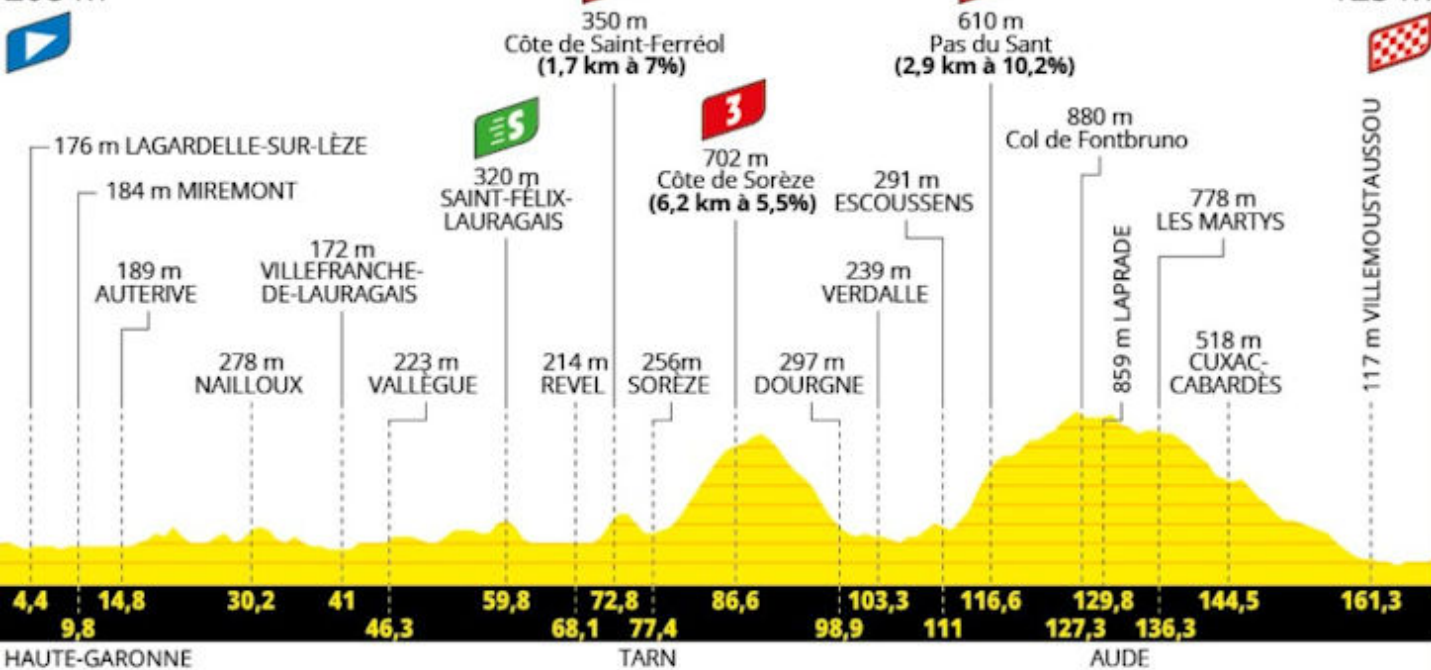 350 m
Côte de Saint-Ferréol
(1,7 km à 7%)
610 m
Pas du Sant
(2,9 km à 10,2%)
880 m
Col de Fontbruno
176 m LAGARDELLE-SUR-LÈZE
184 m MIREMONT
S
320 m
SAINT-FÉLIX-
LAURAGAIS
3
702 m
Côte de Sorèze
(6,2 km à 5,5%)
291 m
ESCOUSSENS
778 m
LES MARTYS
189 m
AUTERIVE
172 m
VILLEFRANCHE-
DE-LAURAGAIS
239 m
VERDALLE
278 m
NAILLOUX
223 m
VALLÈGUE
214 m
REVEL
256m
SORÈZE
297 m
DOURGNE
859 m LAPRADE
518 m
CUXAC-
CABARDÈS
117 m VILLEMOUSTAUSSOU
4,4 14,8 30,2 41 59,8 72,8 86,6 103,3 116,6 129,8 144,5 161,3
9,8 46,3 68,1 77,4 98,9 111 127,3 136,3
HAUTE-GARONNE TARN AUDE